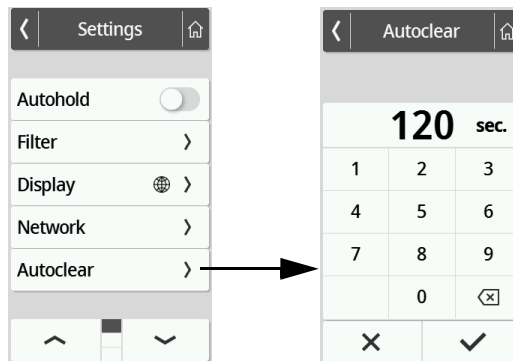 Settings
Autohold
Filter
Display
Network
Autoclear
Autoclear
120 sec.
1 2 3
4 5 6
7 8 9
0